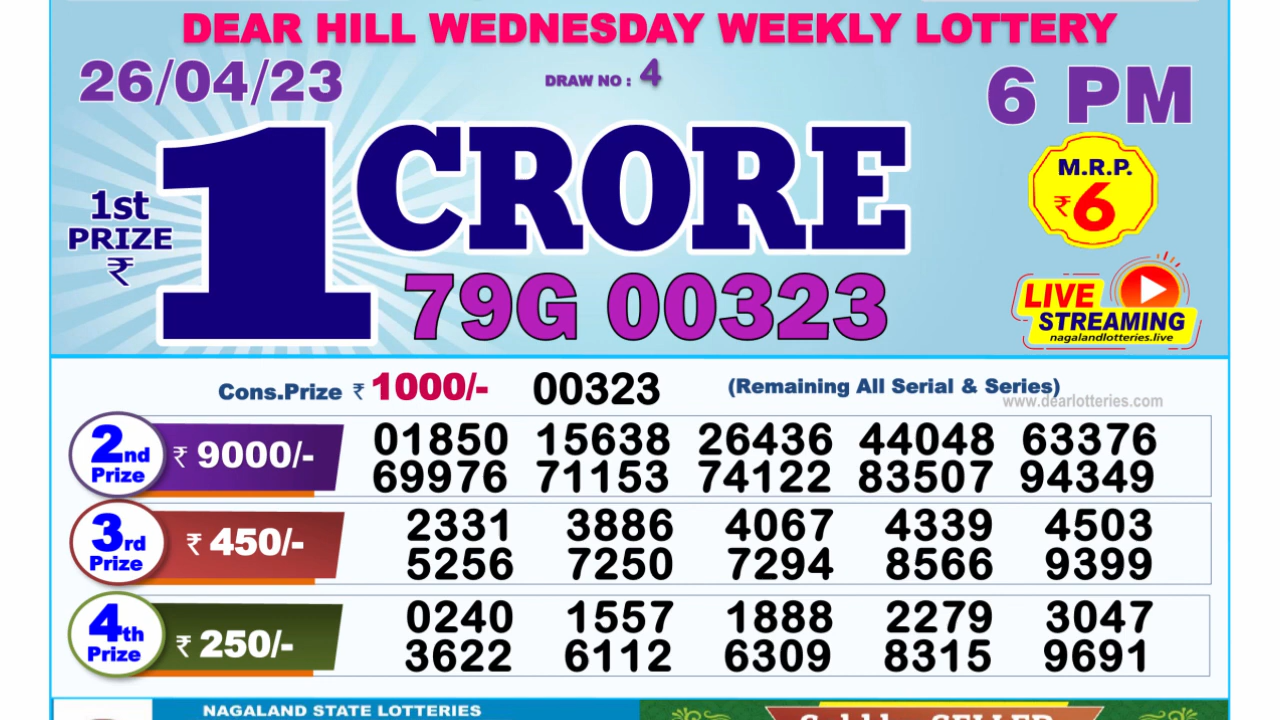 DEAR HILL WEDNESDAY WEEKLY LOTTERY
26/04/23 DRAW NO : 4 6 PM
1st PRIZE ₹ 1 CRORE
M.R.P. ₹6
79G 00323
LIVE STREAMING
nagalandlotteries.live
Cons.Prize ₹ 1000/- 00323 (Remaining All Serial & Series)
www.dearlotteries.com
2nd Prize ₹ 9000/-
01850 15638 26436 44048 63376
69976 71153 74122 83507 94349
3rd Prize ₹ 450/-
2331 3886 4067 4339 4503
5256 7250 7294 8566 9399
4th Prize ₹ 250/-
0240 1557 1888 2279 3047
3622 6112 6309 8315 9691
NAGALAND STATE LOTTERIES